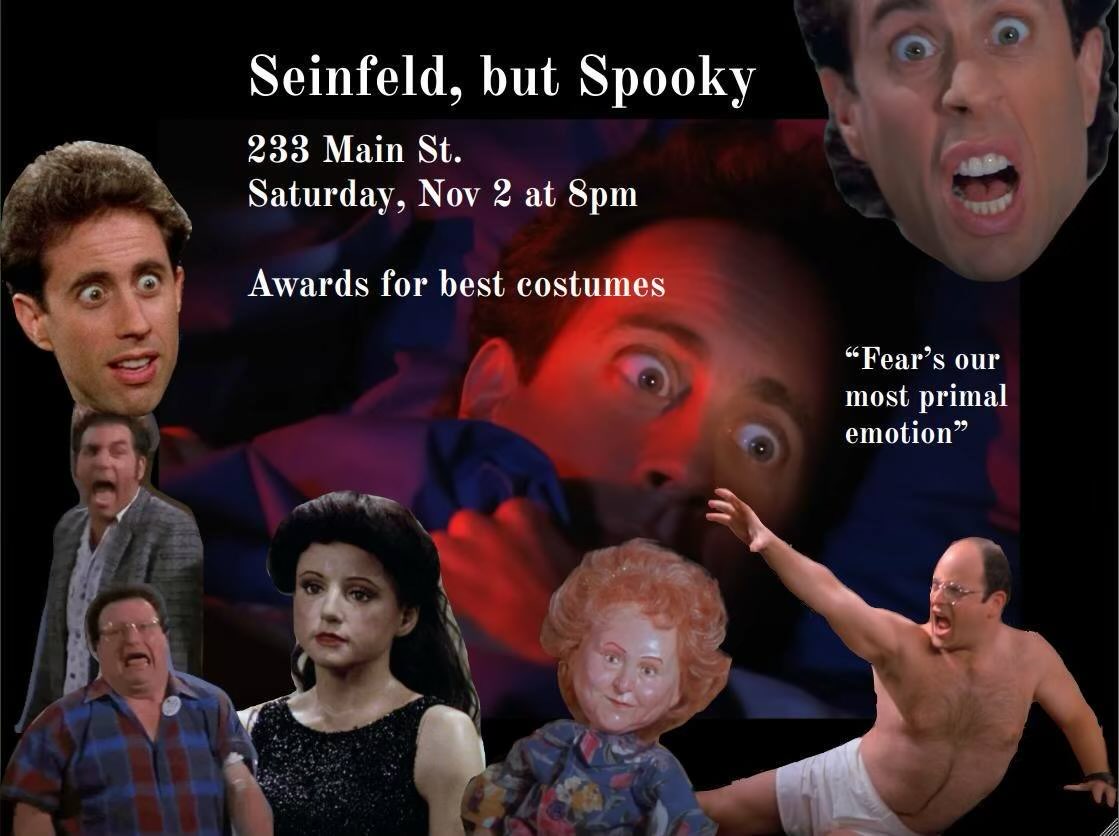 Seinfeld, but Spooky
233 Main St.
Saturday, Nov 2 at 8pm
Awards for best costumes
“Fear’s our
most primal
emotion”